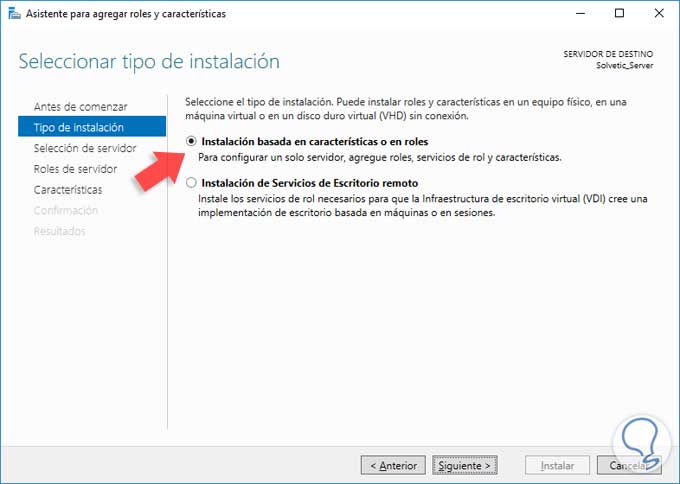 Asistente para agregar roles y características
Seleccionar tipo de instalación
SERVIDOR DE DESTINO
Solvetic_Server
Antes de comenzar
Tipo de instalación
Selección de servidor
Roles de servidor
Características
Confirmación
Resultados
Seleccione el tipo de instalación. Puede instalar roles y características en un equipo físico, en una
máquina virtual o en un disco duro virtual (VHD) sin conexión.
Instalación basada en características o en roles
Para configurar un solo servidor, agregue roles, servicios de rol y características.
Instalación de Servicios de Escritorio remoto
Instale los servicios de rol necesarios para que la Infraestructura de escritorio virtual (VDI) cree una
implementación de escritorio basada en máquinas o en sesiones.
< Anterior
Siguiente >
Instalar
Cancelar